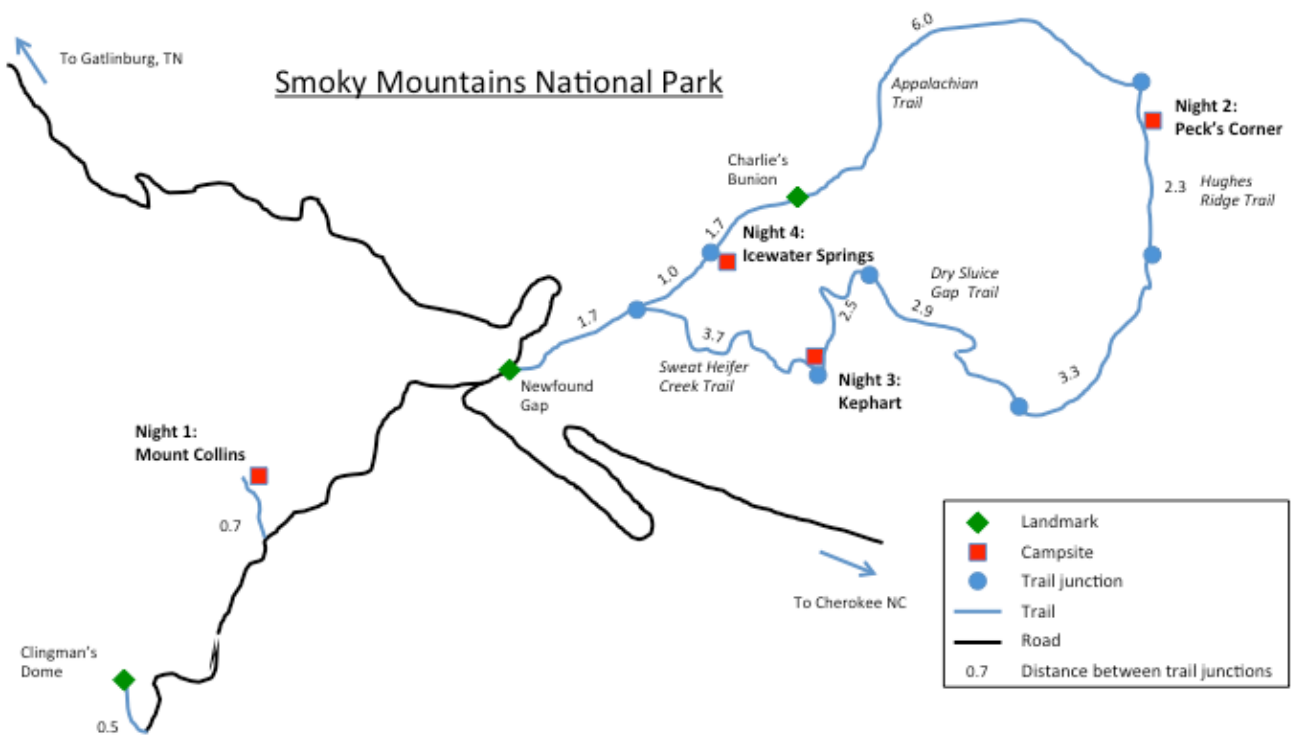 To Gatlinburg, TN
Smoky Mountains National Park
6.0
Appalachian
Trail
Night 2:
Peck's Corner
Charlie's
Bunion
2.3
Hughes
Ridge Trail
1.7
Night 4:
Icewater Springs
1.0
Dry Sluice
Gap Trail
2.5
2.9
1.7
3.7
Sweat Heifer
Creek Trail
Newfound
Gap
Night 3:
Kephart
3.3
Night 1:
Mount Collins
0.7
To Cherokee NC
Clingman's
Dome
0.5
Landmark
Campsite
Trail junction
Trail
Road
0.7 Distance between trail junctions